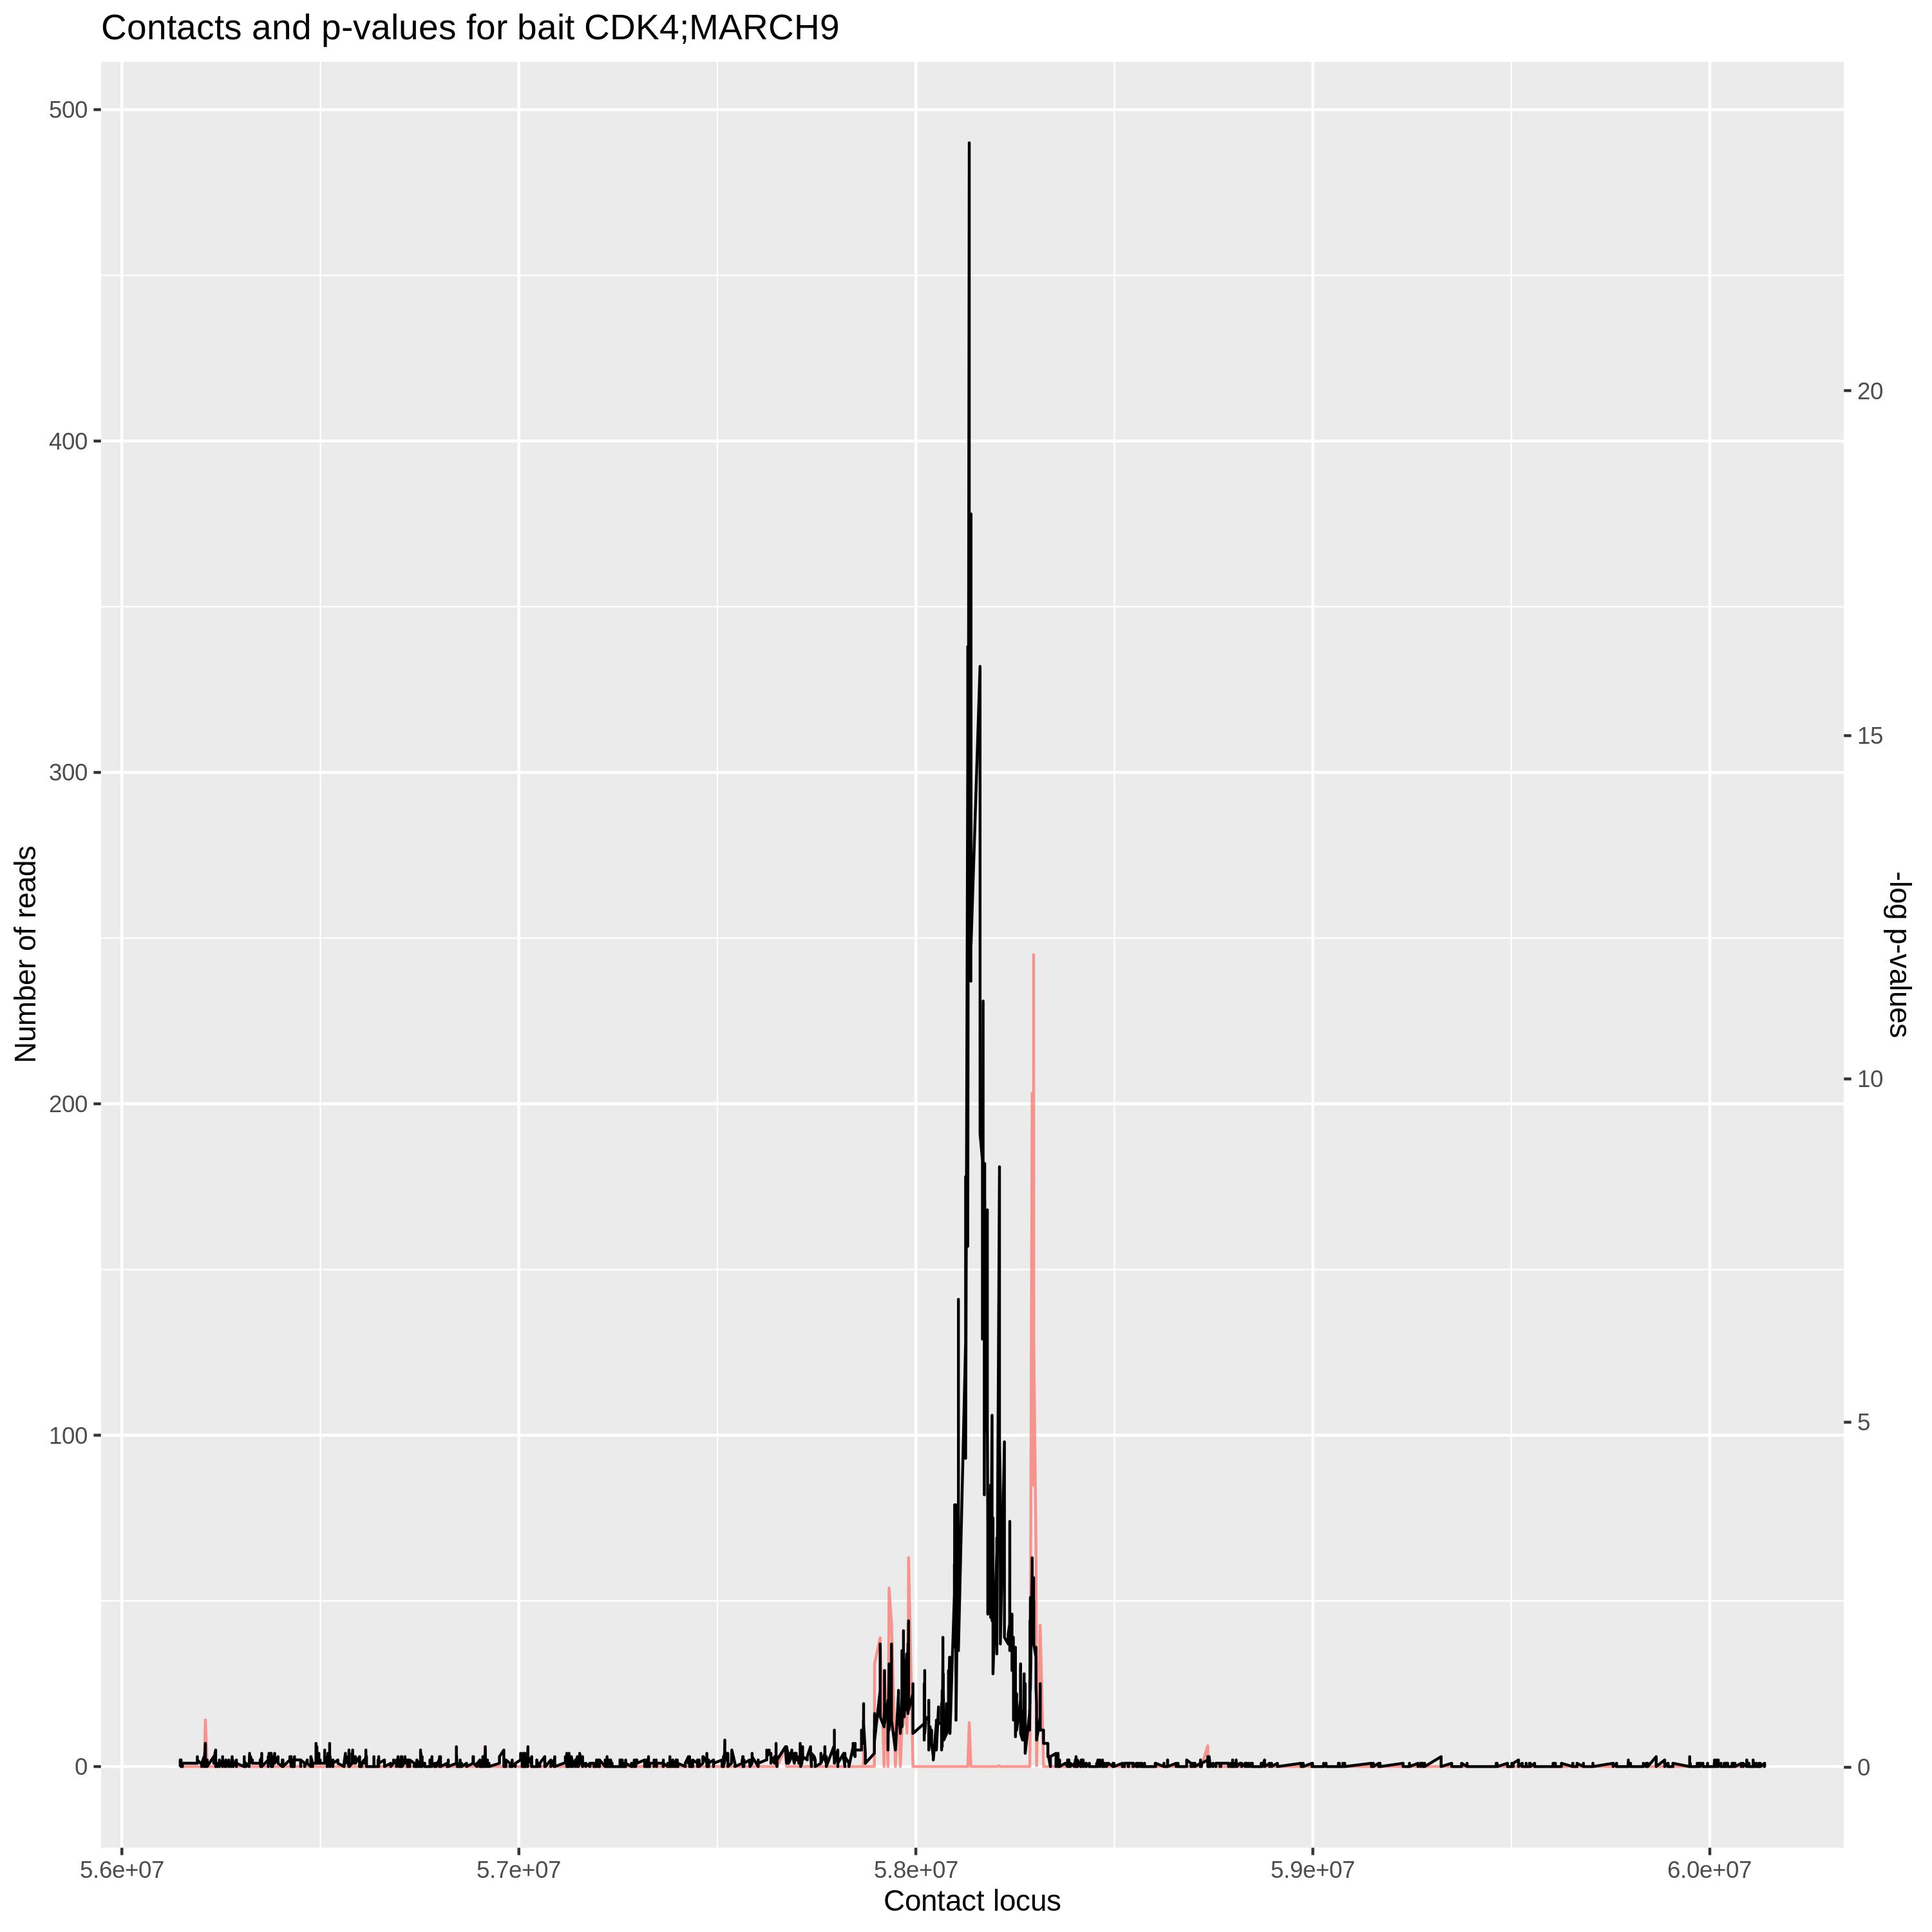 Contacts and p-values for bait CDK4;MARCH9
500
400
300
200
100
0
Number of reads
20
15
10
5
0
-log p-values
5.6e+07
5.7e+07
5.8e+07
5.9e+07
6.0e+07
Contact locus